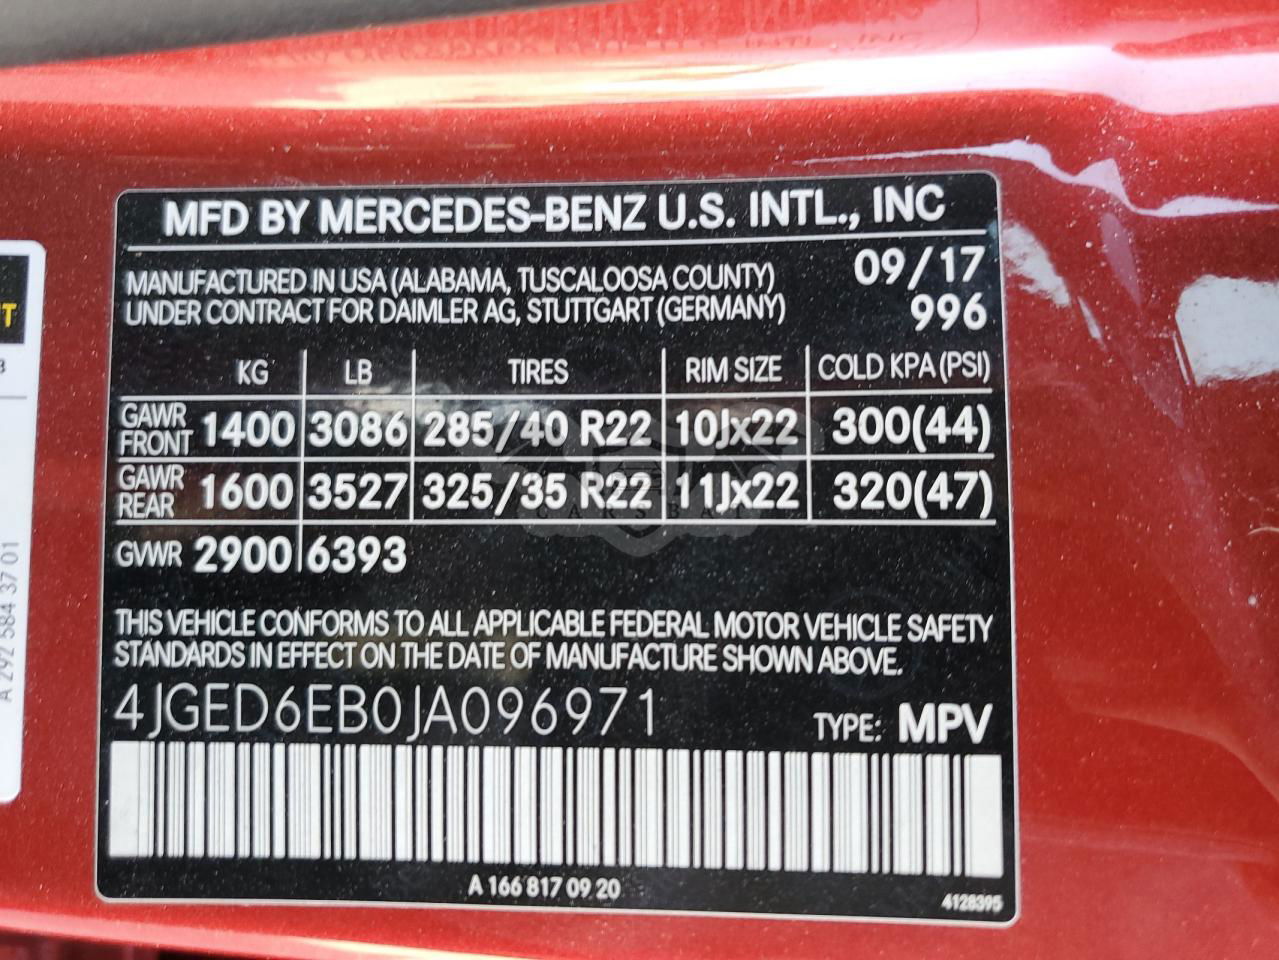 MFD BY MERCEDES-BENZ U.S. INTL., INC
MANUFACTURED IN USA (ALABAMA, TUSCALOOSA COUNTY) 09/17
UNDER CONTRACT FOR DAIMLER AG, STUTTGART (GERMANY) 996
KG LB TIRES RIM SIZE COLD KPA (PSI)
GAWR FRONT 1400 3086 285/40 R22 10Jx22 300(44)
GAWR REAR 1600 3527 325/35 R22 11Jx22 320(47)
GVWR 2900 6393
THIS VEHICLE CONFORMS TO ALL APPLICABLE FEDERAL MOTOR VEHICLE SAFETY
STANDARDS IN EFFECT ON THE DATE OF MANUFACTURE SHOWN ABOVE.
4JGED6EB0JA096971 TYPE: MPV
A 166 817 09 20 4128395
A 292 584 37 01
CARSBAT